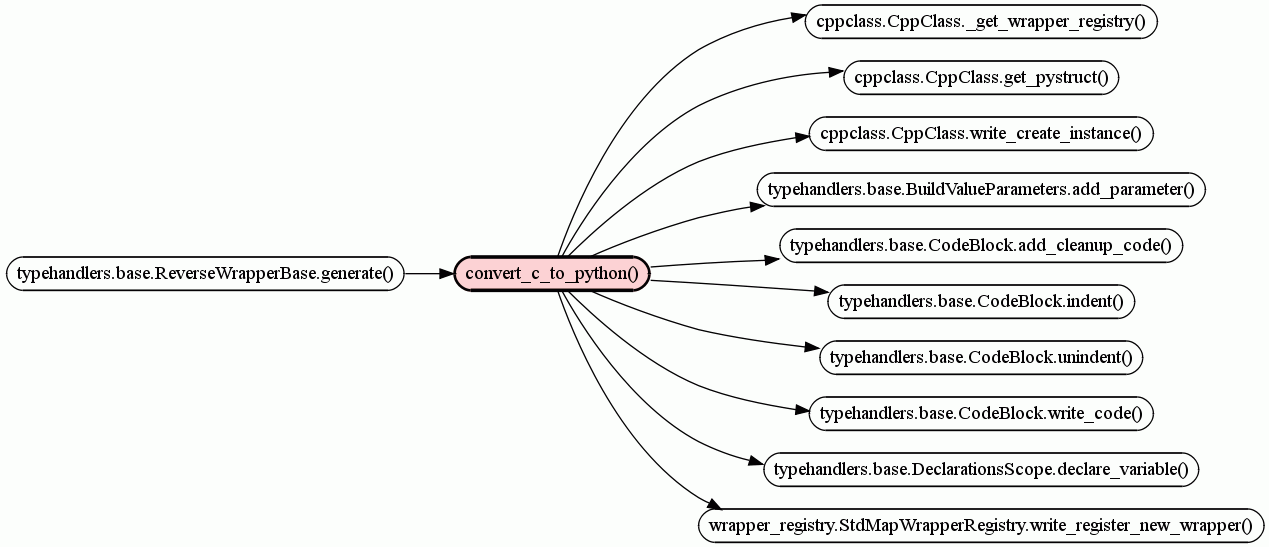 cppclass.CppClass._get_wrapper_registry()
cppclass.CppClass.get_pystruct()
cppclass.CppClass.write_create_instance()
typehandlers.base.BuildValueParameters.add_parameter()
typehandlers.base.CodeBlock.add_cleanup_code()
typehandlers.base.ReverseWrapperBase.generate()
convert_c_to_python()
typehandlers.base.CodeBlock.indent()
typehandlers.base.CodeBlock.unindent()
typehandlers.base.CodeBlock.write_code()
typehandlers.base.DeclarationsScope.declare_variable()
wrapper_registry.StdMapWrapperRegistry.write_register_new_wrapper()